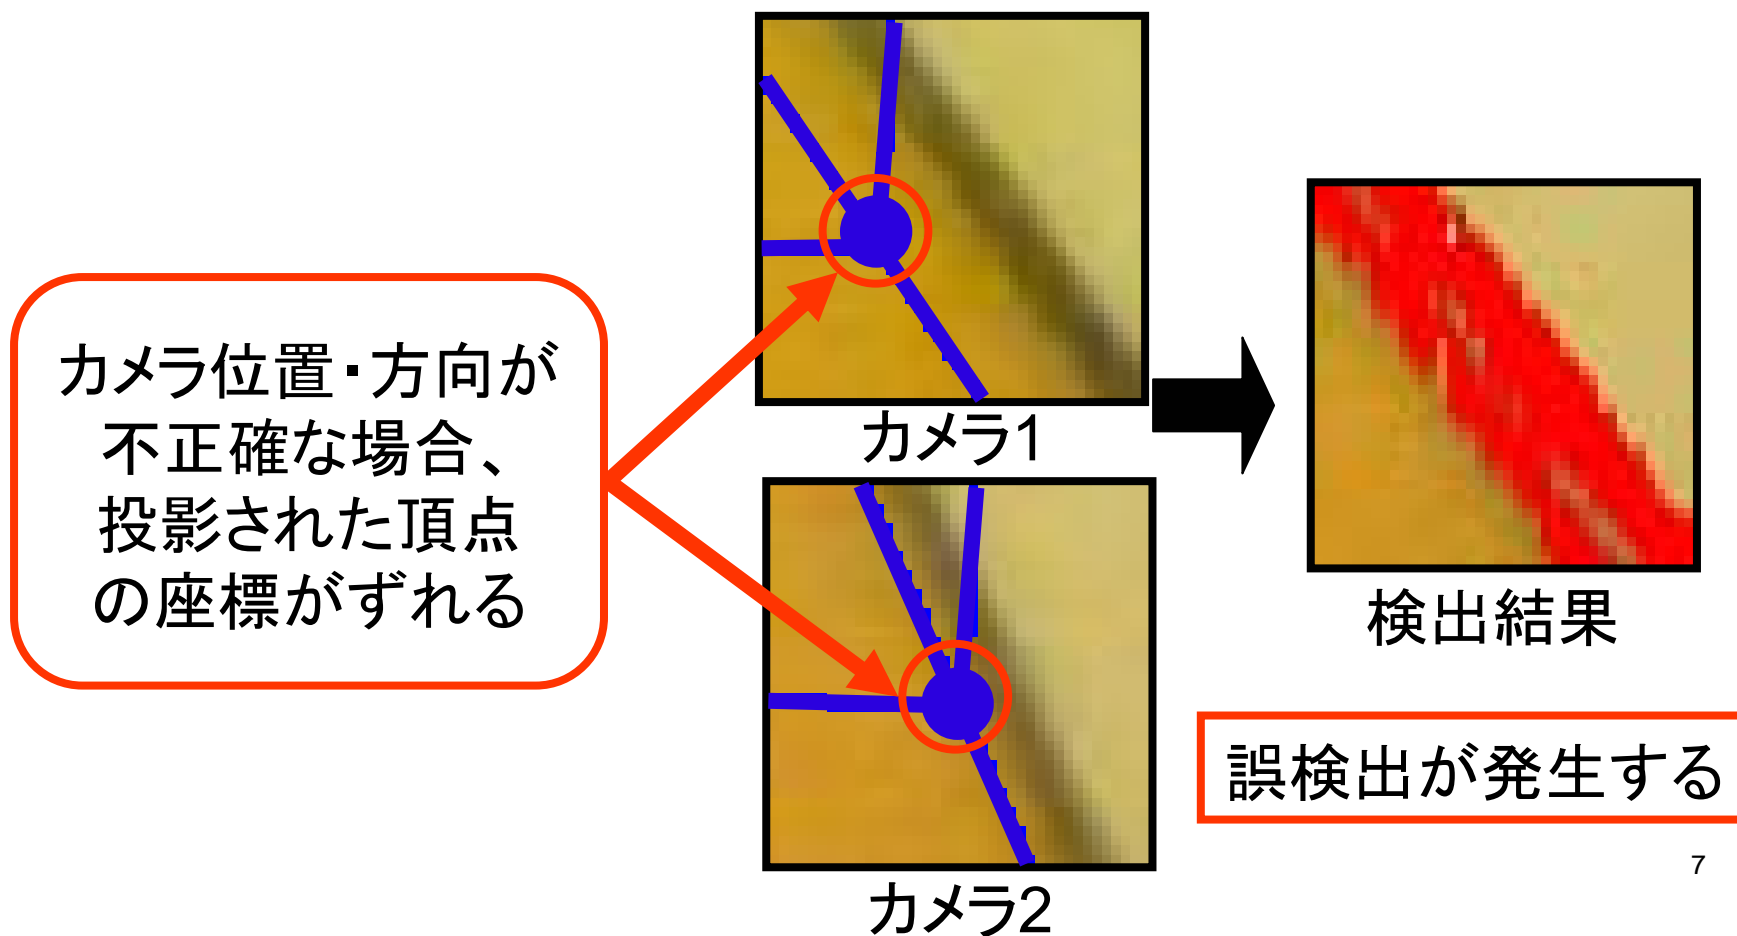 カメラ位置・方向が
不正確な場合、
投影された頂点
の座標がずれる
カメラ1
カメラ2
検出結果
誤検出が発生する
7